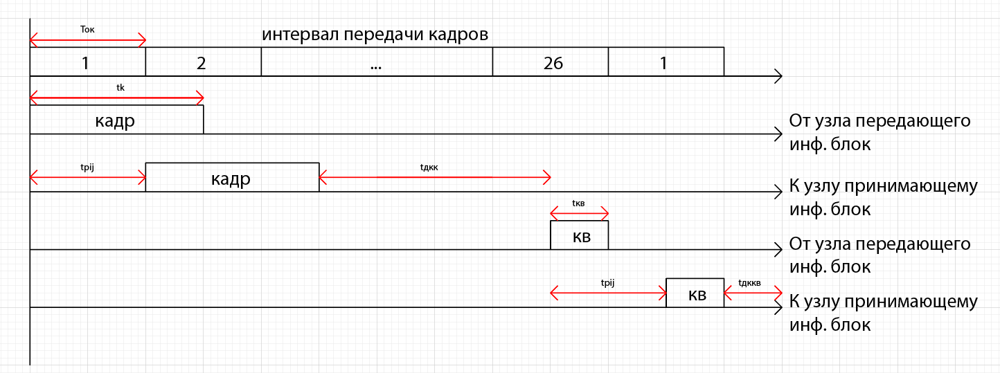 Ток
интервал передачи кадров
1 2 ... 26 1
tk
кадр
От узла передающего
инф. блок
tpij
кадр
tдкк
К узлу принимающему
инф. блок
tкв
кв
От узла передающего
инф. блок
tpij
кв
tдккв
К узлу принимающему
инф. блок